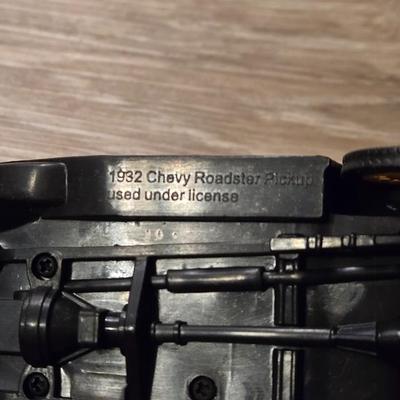 1932 Chevy Roadster Pickup
used under license